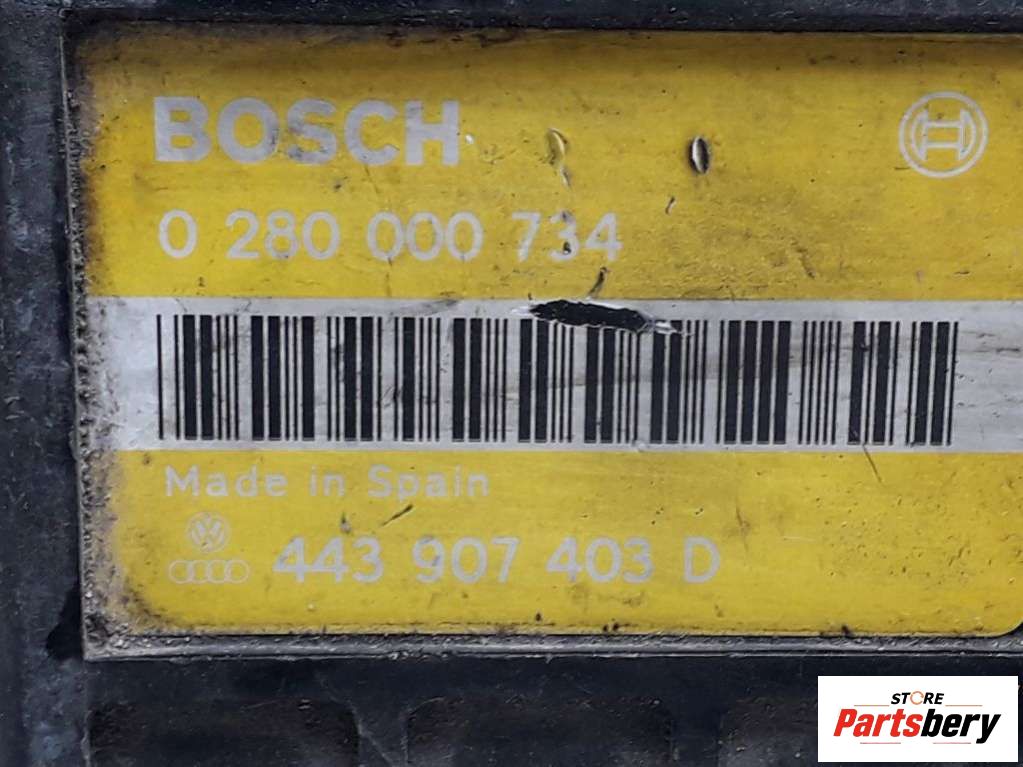 BOSCH
0 280 000 734
Made in Spain
443 907 403 D
STORE
Partsbery